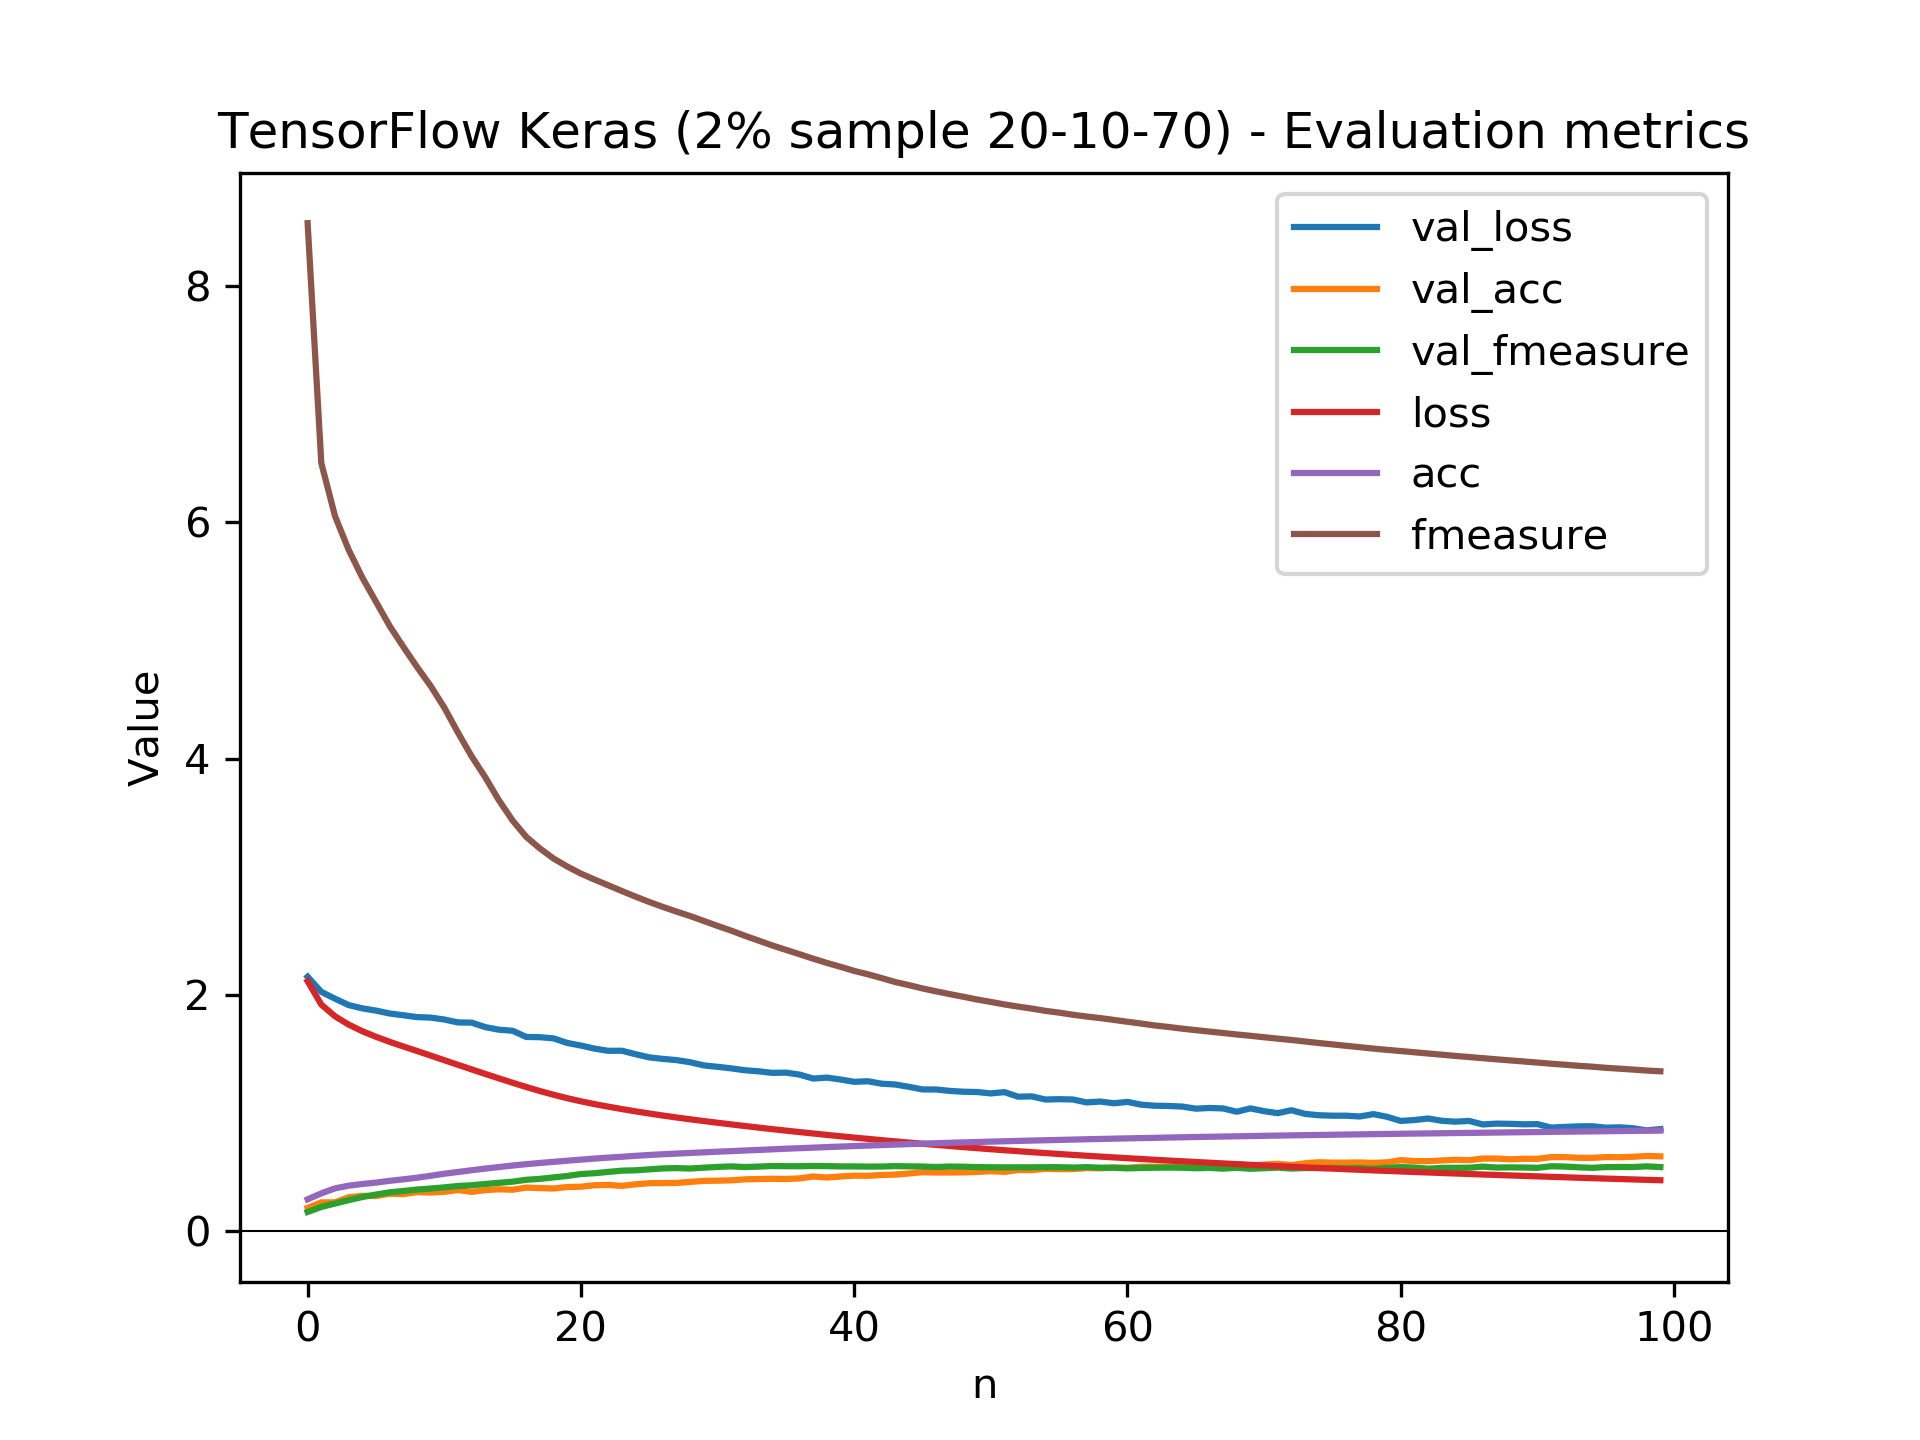 TensorFlow Keras (2% sample 20-10-70) - Evaluation metrics
val_loss
val_acc
val_fmeasure
loss
acc
fmeasure
8
6
4
2
0
Value
0 20 40 60 80 100
n